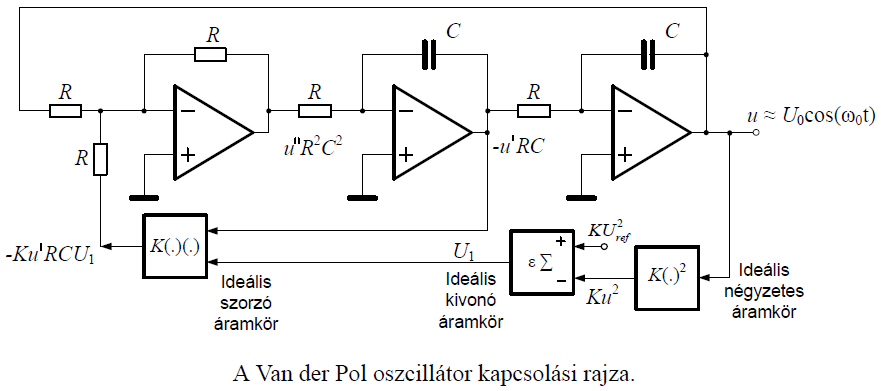 R
C
C
R
R
R
R
u"R²C²
-u'RC
u ≈ U₀cos(ω₀t)
-Ku'RCU₁
K(.)(.)
U₁
ε Σ
+
−
KU²ref
Ku²
K(.)²
Ideális
szorzó
áramkör
Ideális
kivonó
áramkör
Ideális
négyzetes
áramkör
A Van der Pol oszcillátor kapcsolási rajza.